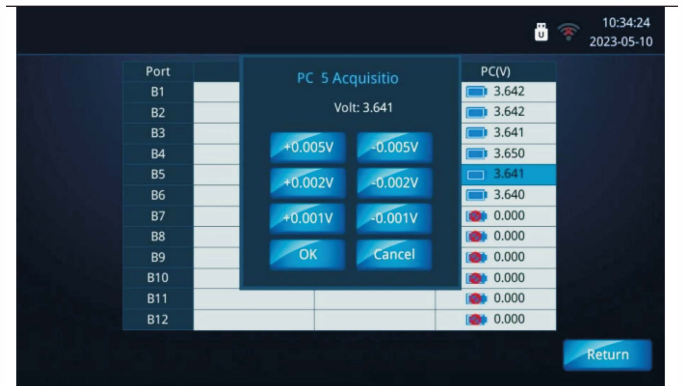 10:34:24
U
2023-05-10
Port PC(V)
PC 5 Acquisitio
B1 3.642
Volt: 3.641
B2 3.642
B3 3.641
+0.005V -0.005V
B4 3.650
B5 3.641
+0.002V -0.002V
B6 3.640
B7 0.000
+0.001V -0.001V
B8 0.000
B9 0.000
OK Cancel
B10 0.000
B11 0.000
B12 0.000
Return